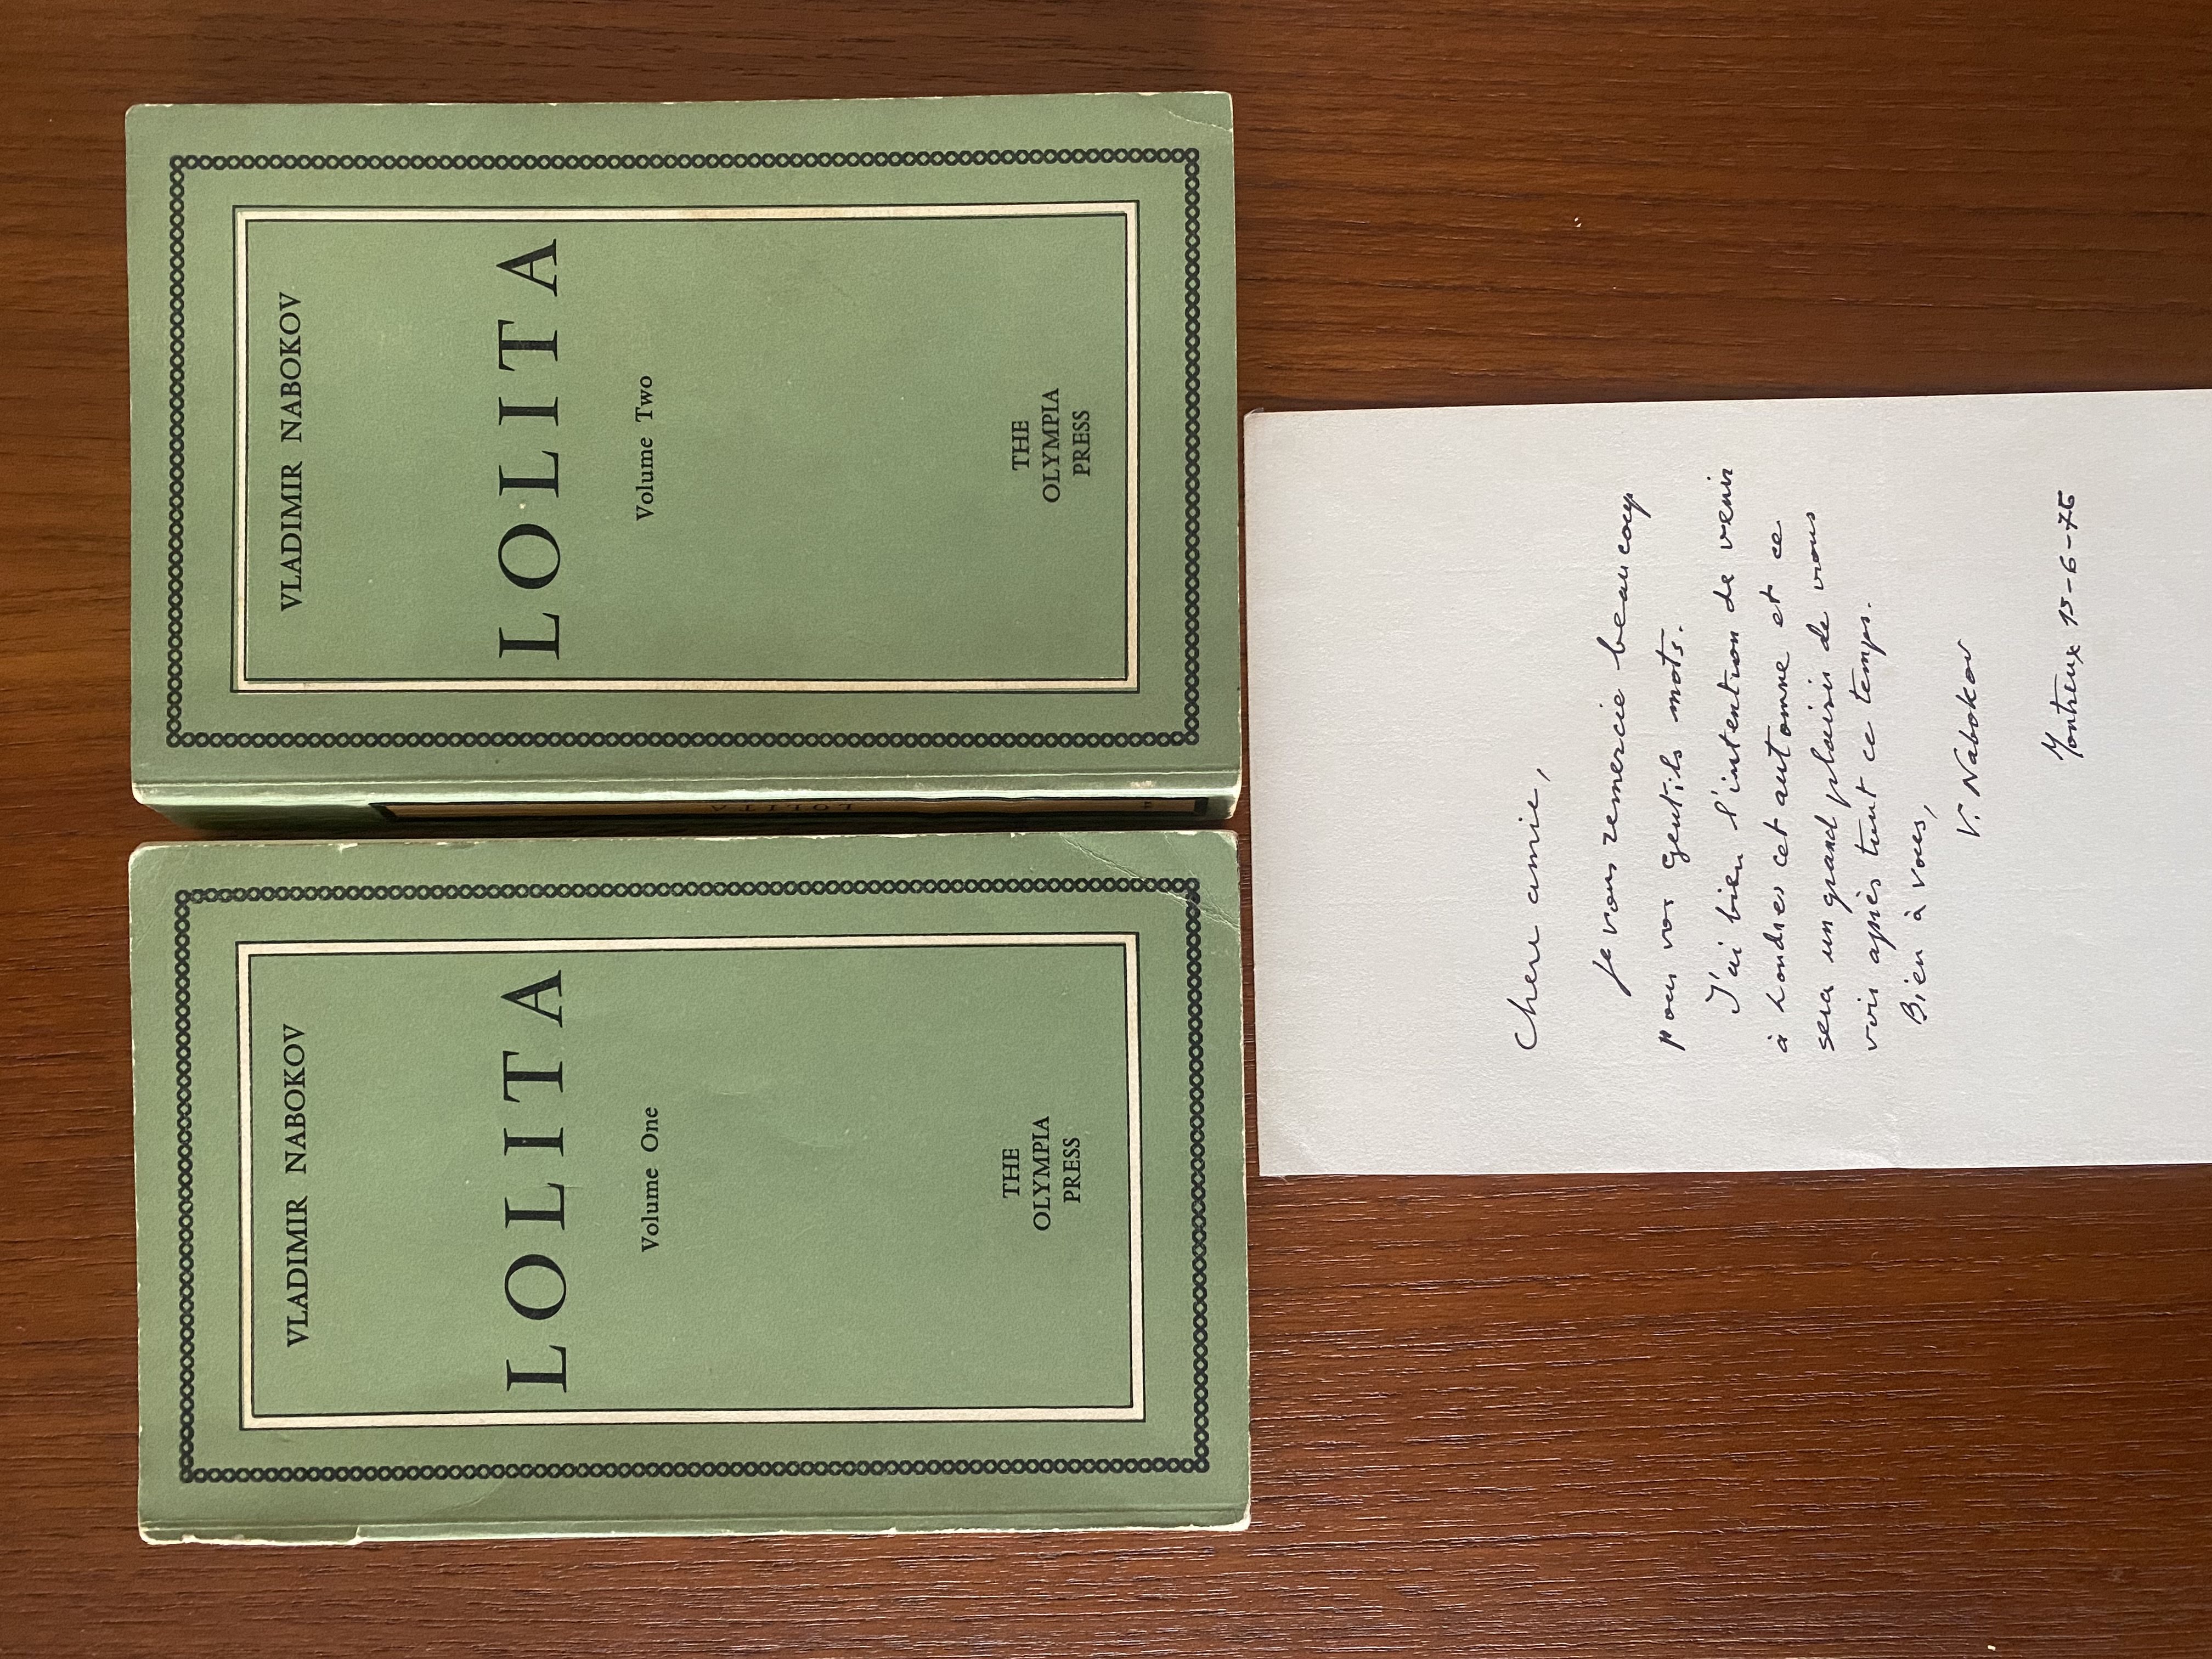 VLADIMIR NABOKOV
LOLITA
Volume One
THE
OLYMPIA
PRESS
LOLITA
VLADIMIR NABOKOV
LOLITA
Volume Two
THE
OLYMPIA
PRESS
Chere amie,
Je vous remercie beaucoup
pour vos gentils mots.
J'ai bien l'intention de venir
à Londres cet automne et ce
sera un grand plaisir de vous
voir après tout ce temps.
Bien à vous,
V. Nabokov
Montreux 15-6-76